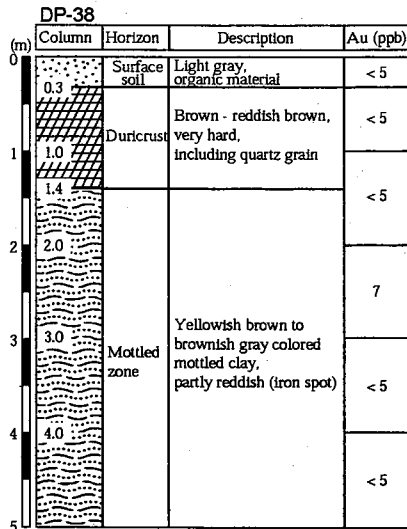 DP-38
(m) Column Horizon Description Au (ppb)
0
Surface soil
Light gray,
organic material
< 5
0.3
Duricrust
Brown - reddish brown,
very hard,
including quartz grain
< 5
1.0
1
1.4
< 5
2.0
2
7
3.0
3
Mottled
zone
Yellowish brown to
brownish gray colored
mottled clay,
partly reddish (iron spot)
< 5
4.0
4
< 5
5